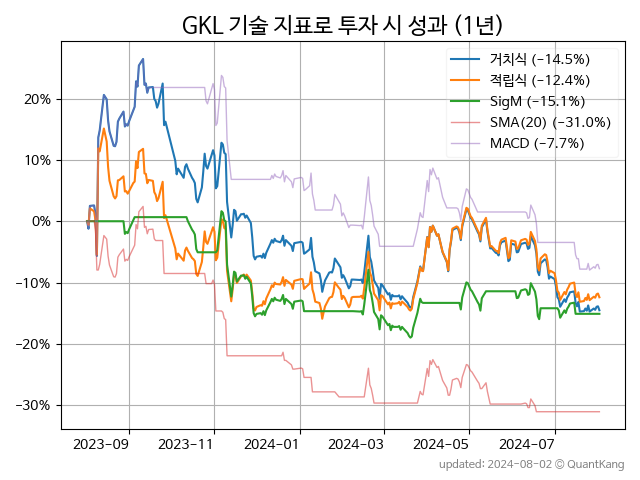 GKL 기술 지표로 투자 시 성과 (1년)
거치식 (−14.5%)
적립식 (−12.4%)
SigM (−15.1%)
SMA(20) (−31.0%)
MACD (−7.7%)
20%
10%
0%
−10%
−20%
−30%
2023−09
2023−11
2024−01
2024−03
2024−05
2024−07
updated: 2024-08-02 ⓒ QuantKang